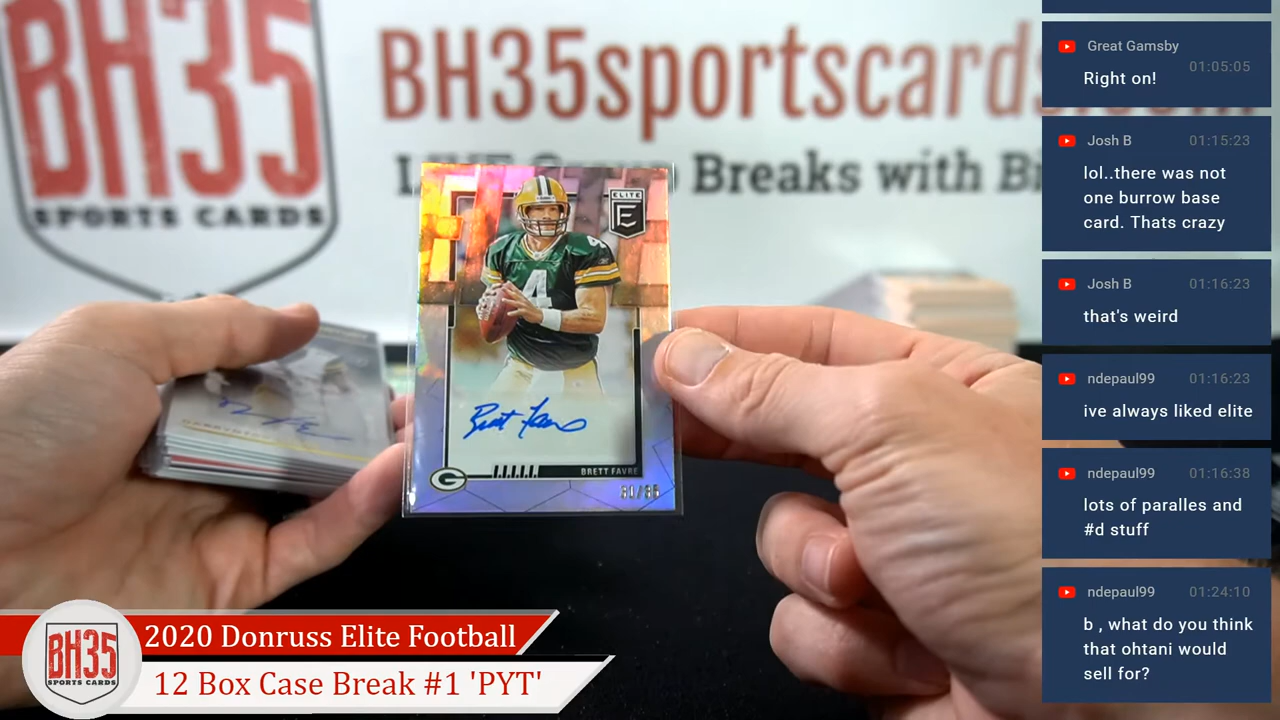 BH35
SPORTS CARDS
BH35sportscards.com
LIVE Group Breaks with
ELITE
E
4
Brett Favre
G
BRETT FAVRE
2020 Donruss Elite Football
12 Box Case Break #1 'PYT'
BH35
SPORTS CARDS
Great Gamsby
01:05:05
Right on!
Josh B
01:15:23
lol..there was not
one burrow base
card. Thats crazy
Josh B
01:16:23
that's weird
ndepaul99
01:16:23
ive always liked elite
ndepaul99
01:16:38
lots of paralles and
#d stuff
ndepaul99
01:24:10
b , what do you think
that ohtani would
sell for?